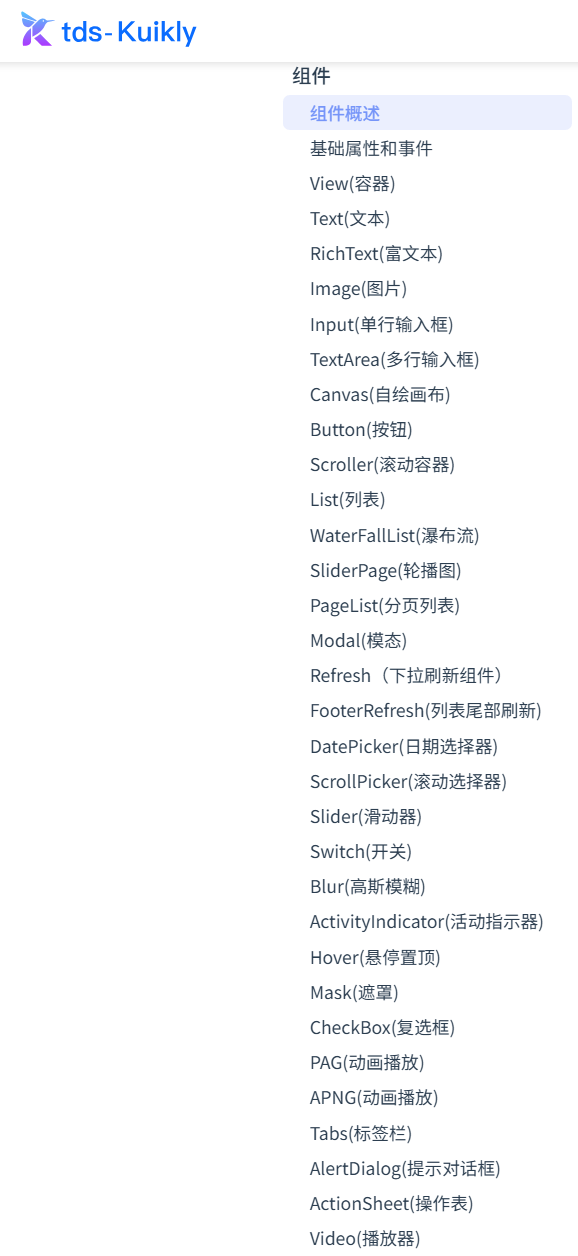 tds-Kuikly
组件
组件概述
基础属性和事件
View(容器)
Text(文本)
RichText(富文本)
Image(图片)
Input(单行输入框)
TextArea(多行输入框)
Canvas(自绘画布)
Button(按钮)
Scroller(滚动容器)
List(列表)
WaterFallList(瀑布流)
SliderPage(轮播图)
PageList(分页列表)
Modal(模态)
Refresh（下拉刷新组件）
FooterRefresh(列表尾部刷新)
DatePicker(日期选择器)
ScrollPicker(滚动选择器)
Slider(滑动器)
Switch(开关)
Blur(高斯模糊)
ActivityIndicator(活动指示器)
Hover(悬停置顶)
Mask(遮罩)
CheckBox(复选框)
PAG(动画播放)
APNG(动画播放)
Tabs(标签栏)
AlertDialog(提示对话框)
ActionSheet(操作表)
Video(播放器)